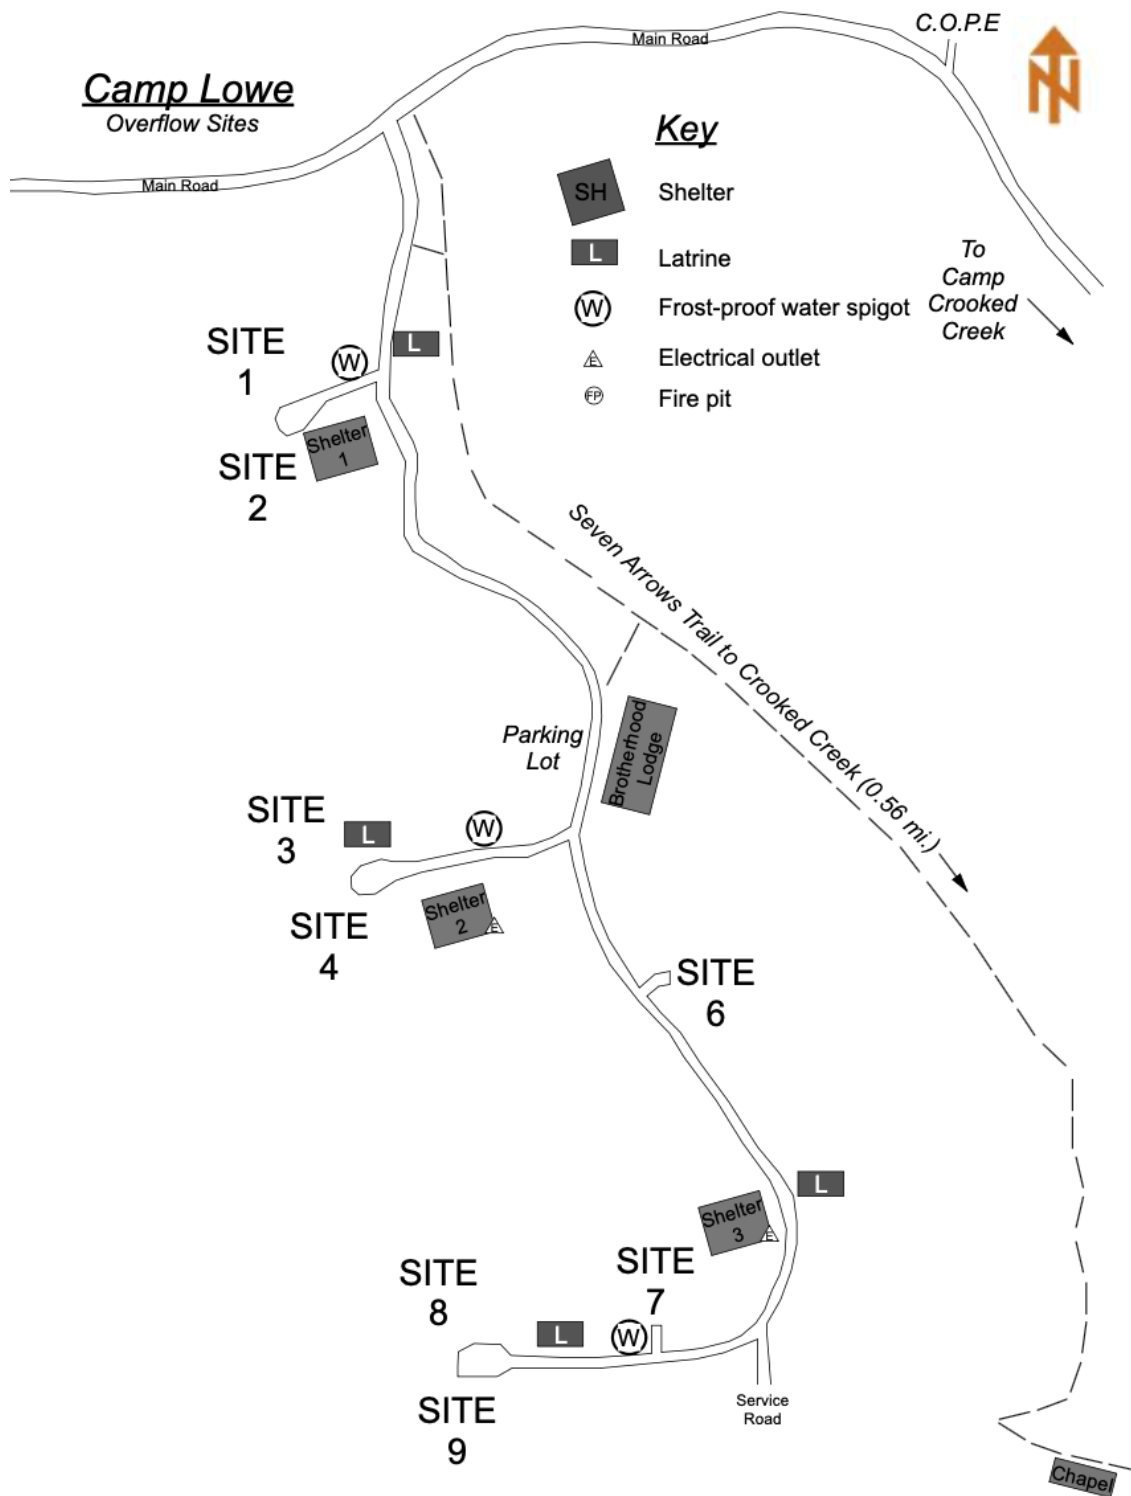 C.O.P.E
Main Road
N
Camp Lowe
Overflow Sites
Key
Main Road
SH
Shelter
L
Latrine
W
Frost-proof water spigot
E
Electrical outlet
FP
Fire pit
To
Camp
Crooked
Creek
SITE
1
L
W
SITE
2
Shelter
1
Seven Arrows Trail to Crooked Creek (0.56 mi.)
Parking
Lot
Brotherhood
Lodge
SITE
3
L
W
SITE
4
Shelter
2
E
SITE
6
L
Shelter
3
E
SITE
7
SITE
8
L
W
SITE
9
Service
Road
Chapel